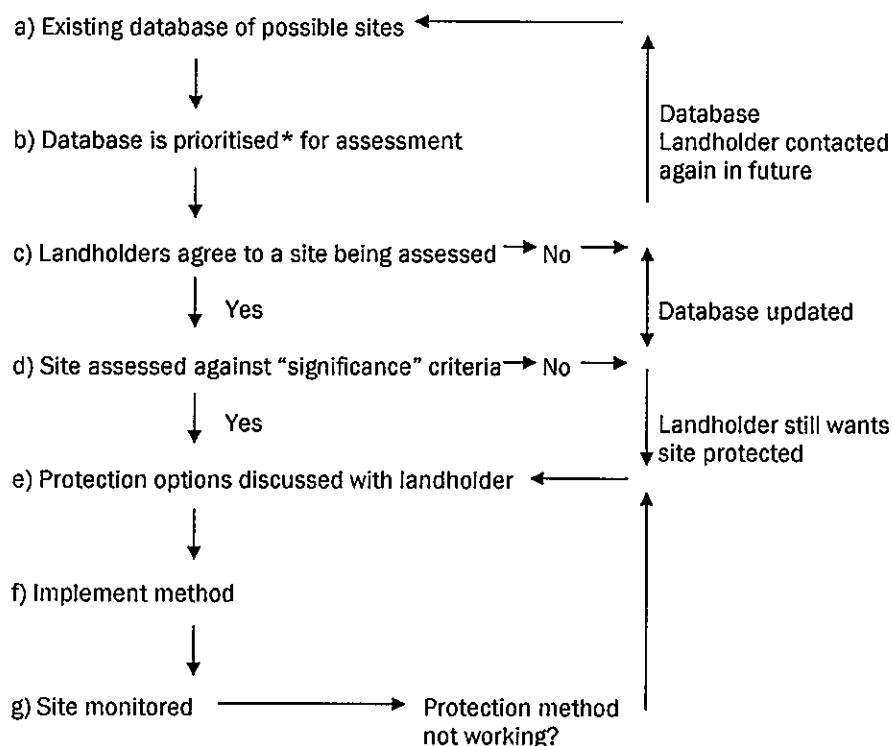 a) Existing database of possible sites
Database
Landholder contacted
again in future
b) Database is prioritised* for assessment
c) Landholders agree to a site being assessed No
Yes
Database updated
d) Site assessed against “significance” criteria No
Yes
Landholder still wants
site protected
e) Protection options discussed with landholder
f) Implement method
g) Site monitored
Protection method
not working?